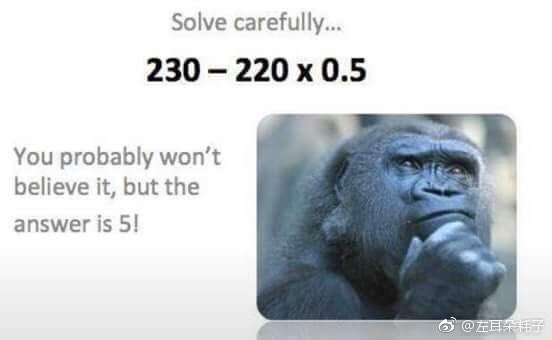 Solve carefully...
230 – 220 x 0.5
You probably won't
believe it, but the
answer is 5!
@左耳朵耗子